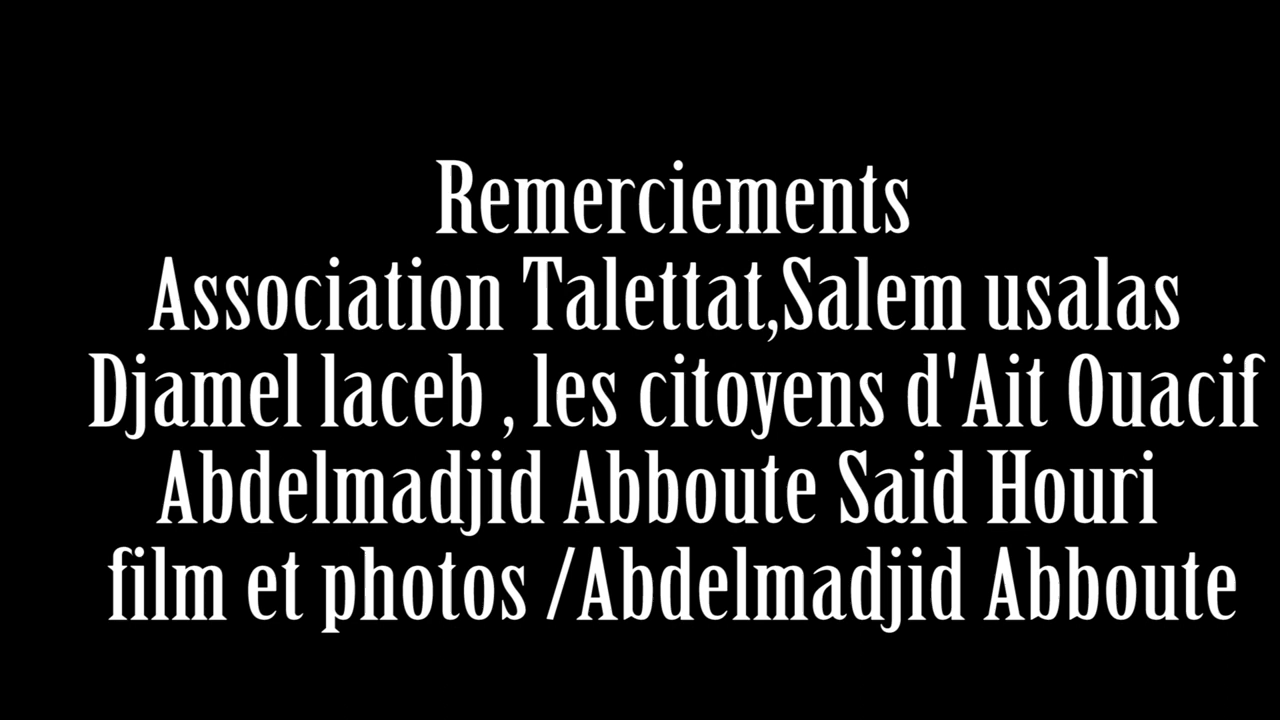 Remerciements
Association Talettat,Salem usalas
Djamel laceb , les citoyens d'Ait Ouacif
Abdelmadjid Abboute Said Houri
film et photos /Abdelmadjid Abboute